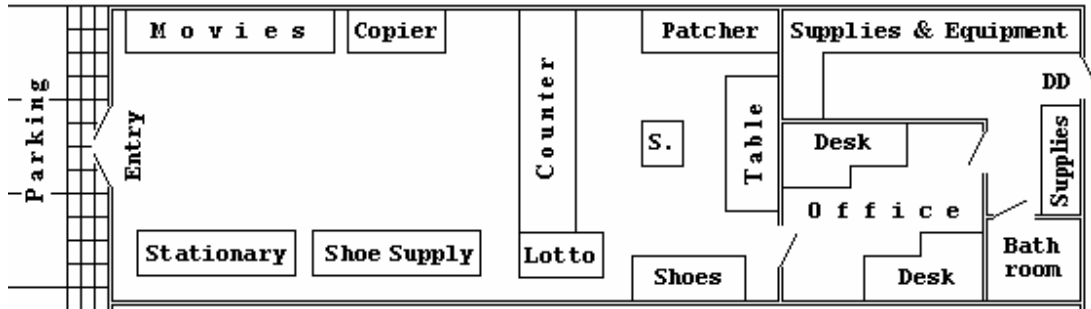 Movies
Copier
Patcher
Supplies & Equipment
DD
Parking
Entry
Counter
S.
Table
Desk
Supplies
Office
Stationary
Shoe Supply
Lotto
Shoes
Desk
Bath
room